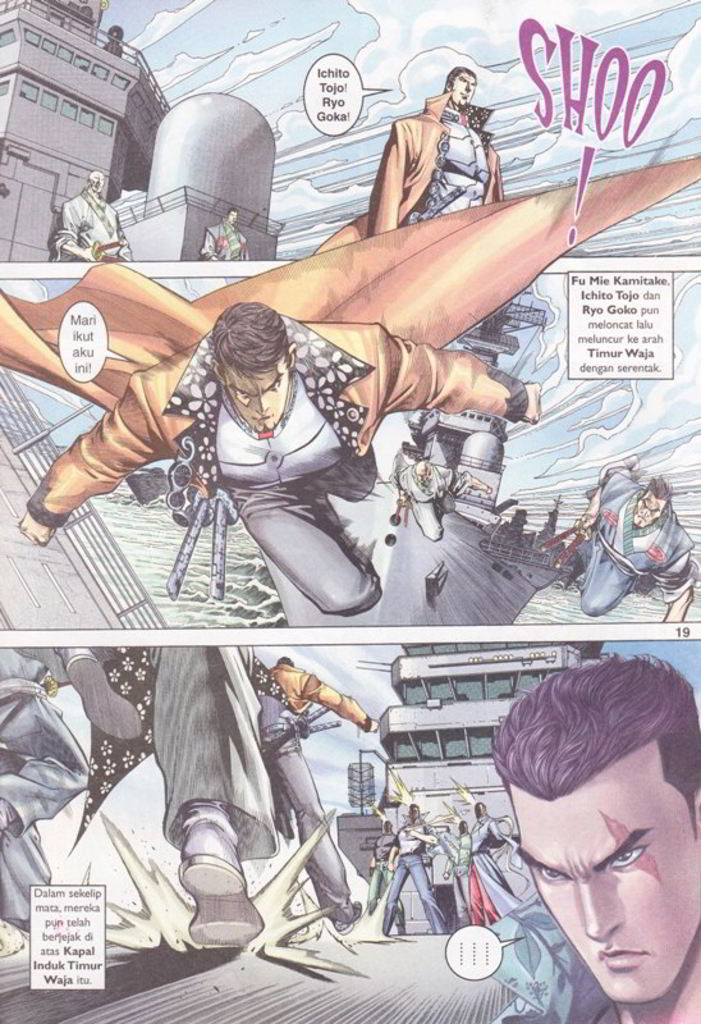 Ichito
Tojo!
Ryo
Goka!
SHOO!
Mari
ikut
aku
ini!
Fu Mie Kamitake,
Ichito Tojo dan
Ryo Goko pun
meloncat lalu
meluncur ke arah
Timur Waja
dengan serentak.
19
Dalam sekelip
mata, mereka
pun telah
berjejak di
atas Kapal
Induk Timur
Waja itu.